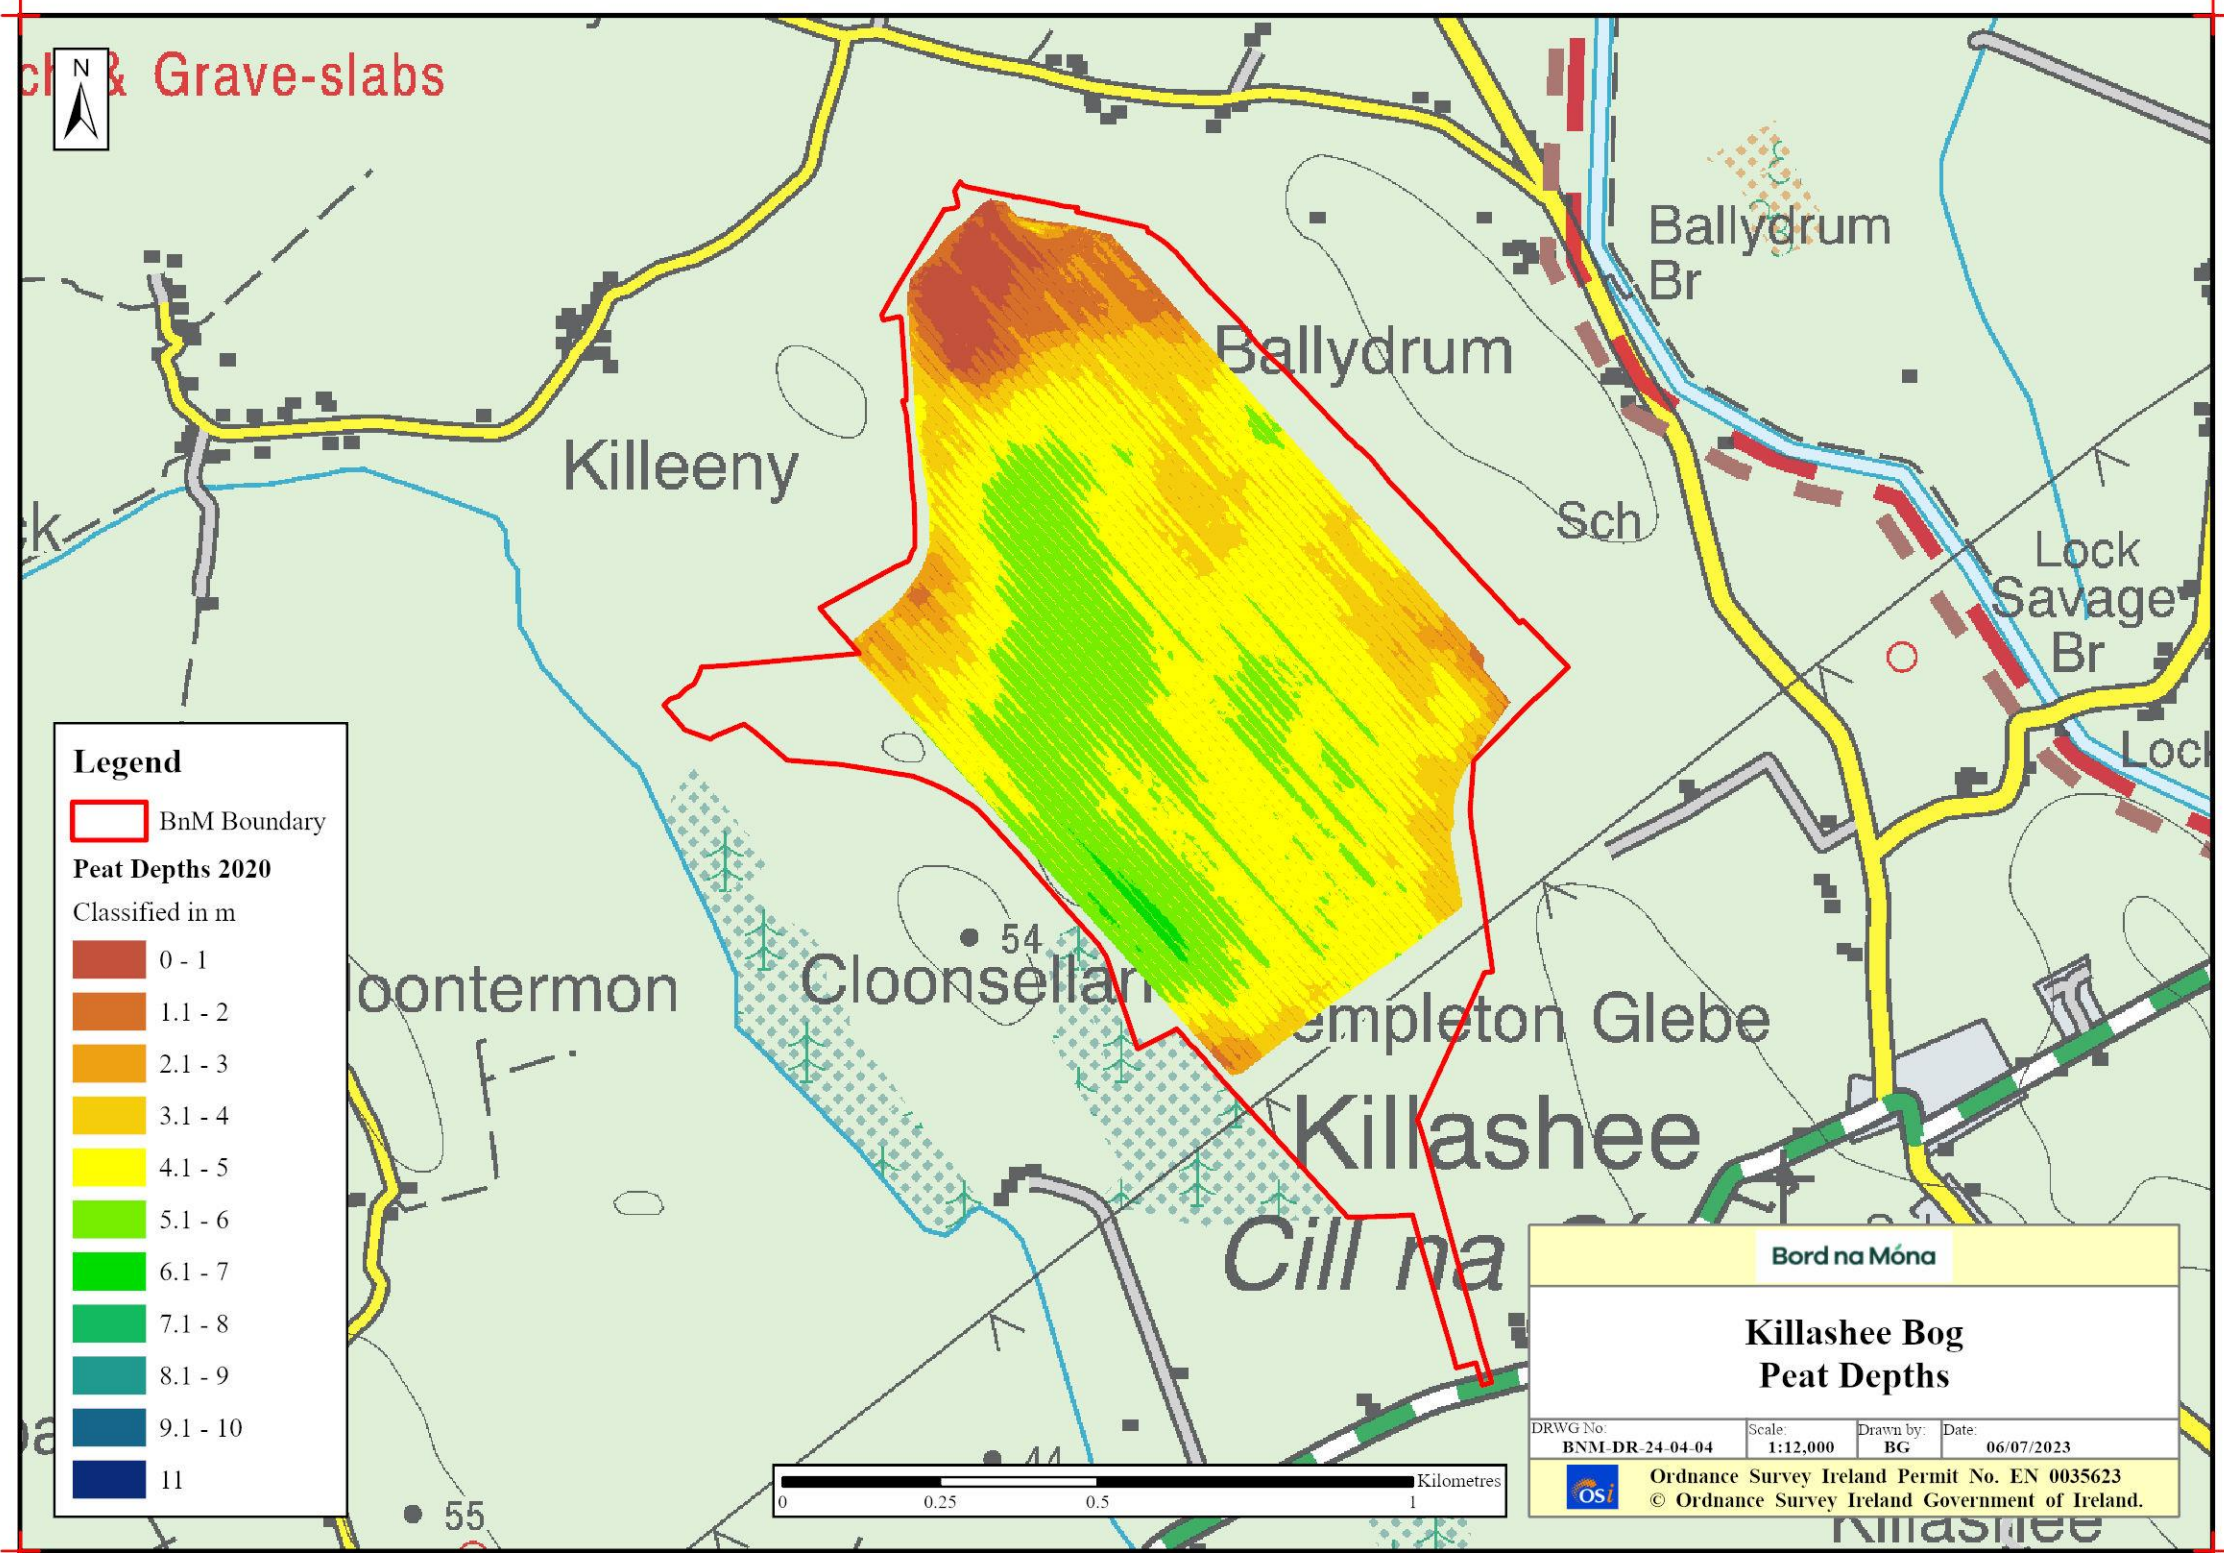 N
& Grave-slabs
Ballydrum
Br
Ballydrum
Killeeny
Sch
Lock
Savage
Br
Lock
54
Cloonsellan
loontermon
empleton Glebe
Killashee
Cill na
44
55
Killashee
Legend
BnM Boundary
Peat Depths 2020
Classified in m
0 - 1
1.1 - 2
2.1 - 3
3.1 - 4
4.1 - 5
5.1 - 6
6.1 - 7
7.1 - 8
8.1 - 9
9.1 - 10
11
0 0.25 0.5 1 Kilometres
Bord na Móna
Killashee Bog
Peat Depths
DRWG No: Scale: Drawn by: Date:
BNM-DR-24-04-04 1:12,000 BG 06/07/2023
OSi
Ordnance Survey Ireland Permit No. EN 0035623
© Ordnance Survey Ireland Government of Ireland.